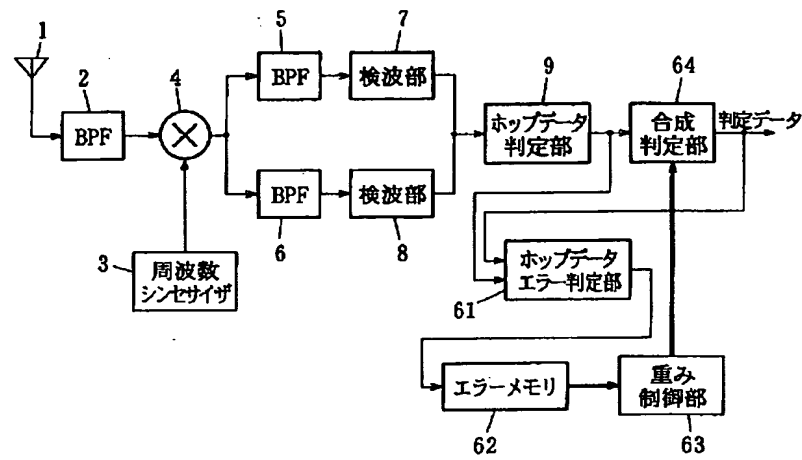 1
2
BPF
4
3
周波数
シンセサイザ
5
BPF
7
検波部
BPF
6
検波部
8
9
ホップデータ
判定部
64
合成
判定部
判定データ
ホップデータ
エラー判定部
61
エラーメモリ
62
重み
制御部
63